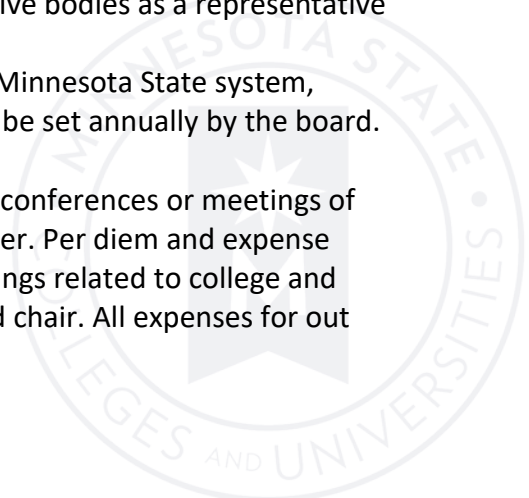 ive bodies as a representative
Minnesota State system,
be set annually by the board.
conferences or meetings of
er. Per diem and expense
ngs related to college and
d chair. All expenses for out
MINNESOTA STATE
COLLEGES AND UNIVERSITIES